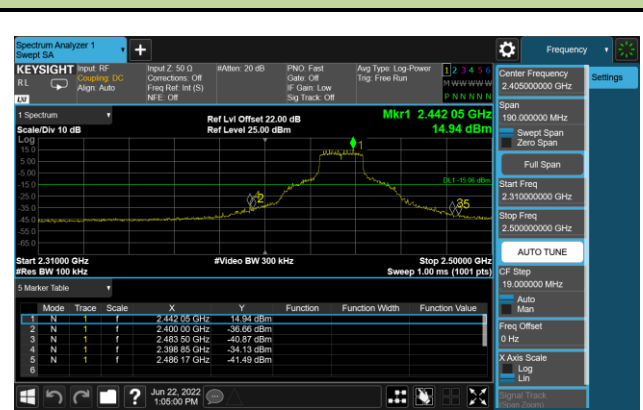 Spectrum Analyzer 1
Swept SA
+
Frequency
KEYSIGHT
RL
LXI
Input: RF
Coupling: DC
Align: Auto
Input Z: 50 Ω
Corrections: Off
Freq Ref: Int (S)
NFE: Off
#Atten: 20 dB
PNO: Fast
Gate: Off
IF Gain: Low
Sig Track: Off
Avg Type: Log-Power
Trig: Free Run
1 2 3 4 5 6
M W W W W W
P N N N N N
1 Spectrum
Scale/Div 10 dB
Log
Ref Lvl Offset 22.00 dB
Ref Level 25.00 dBm
Mkr1 2.442 05 GHz
14.94 dBm
15.0
5.00
-5.00
-15.0
-25.0
-35.0
-45.0
-55.0
-65.0
1
DL1 -15.06 dBm
2
35
Start 2.31000 GHz
#Res BW 100 kHz
#Video BW 300 kHz
Stop 2.50000 GHz
Sweep 1.00 ms (1001 pts)
5 Marker Table
Mode Trace Scale X Y Function Function Width Function Value
1 N 1 f 2.442 05 GHz 14.94 dBm
2 N 1 f 2.400 00 GHz -36.66 dBm
3 N 1 f 2.483 50 GHz -40.87 dBm
4 N 1 f 2.398 85 GHz -34.13 dBm
5 N 1 f 2.486 17 GHz -41.49 dBm
6
Jun 22, 2022
1:05:00 PM
?
Center Frequency
2.405000000 GHz
Settings
Span
190.000000 MHz
Swept Span
Zero Span
Full Span
Start Freq
2.310000000 GHz
Stop Freq
2.500000000 GHz
AUTO TUNE
CF Step
19.000000 MHz
Auto
Man
Freq Offset
0 Hz
X Axis Scale
Log
Lin
Signal Track
(Span Zoom)